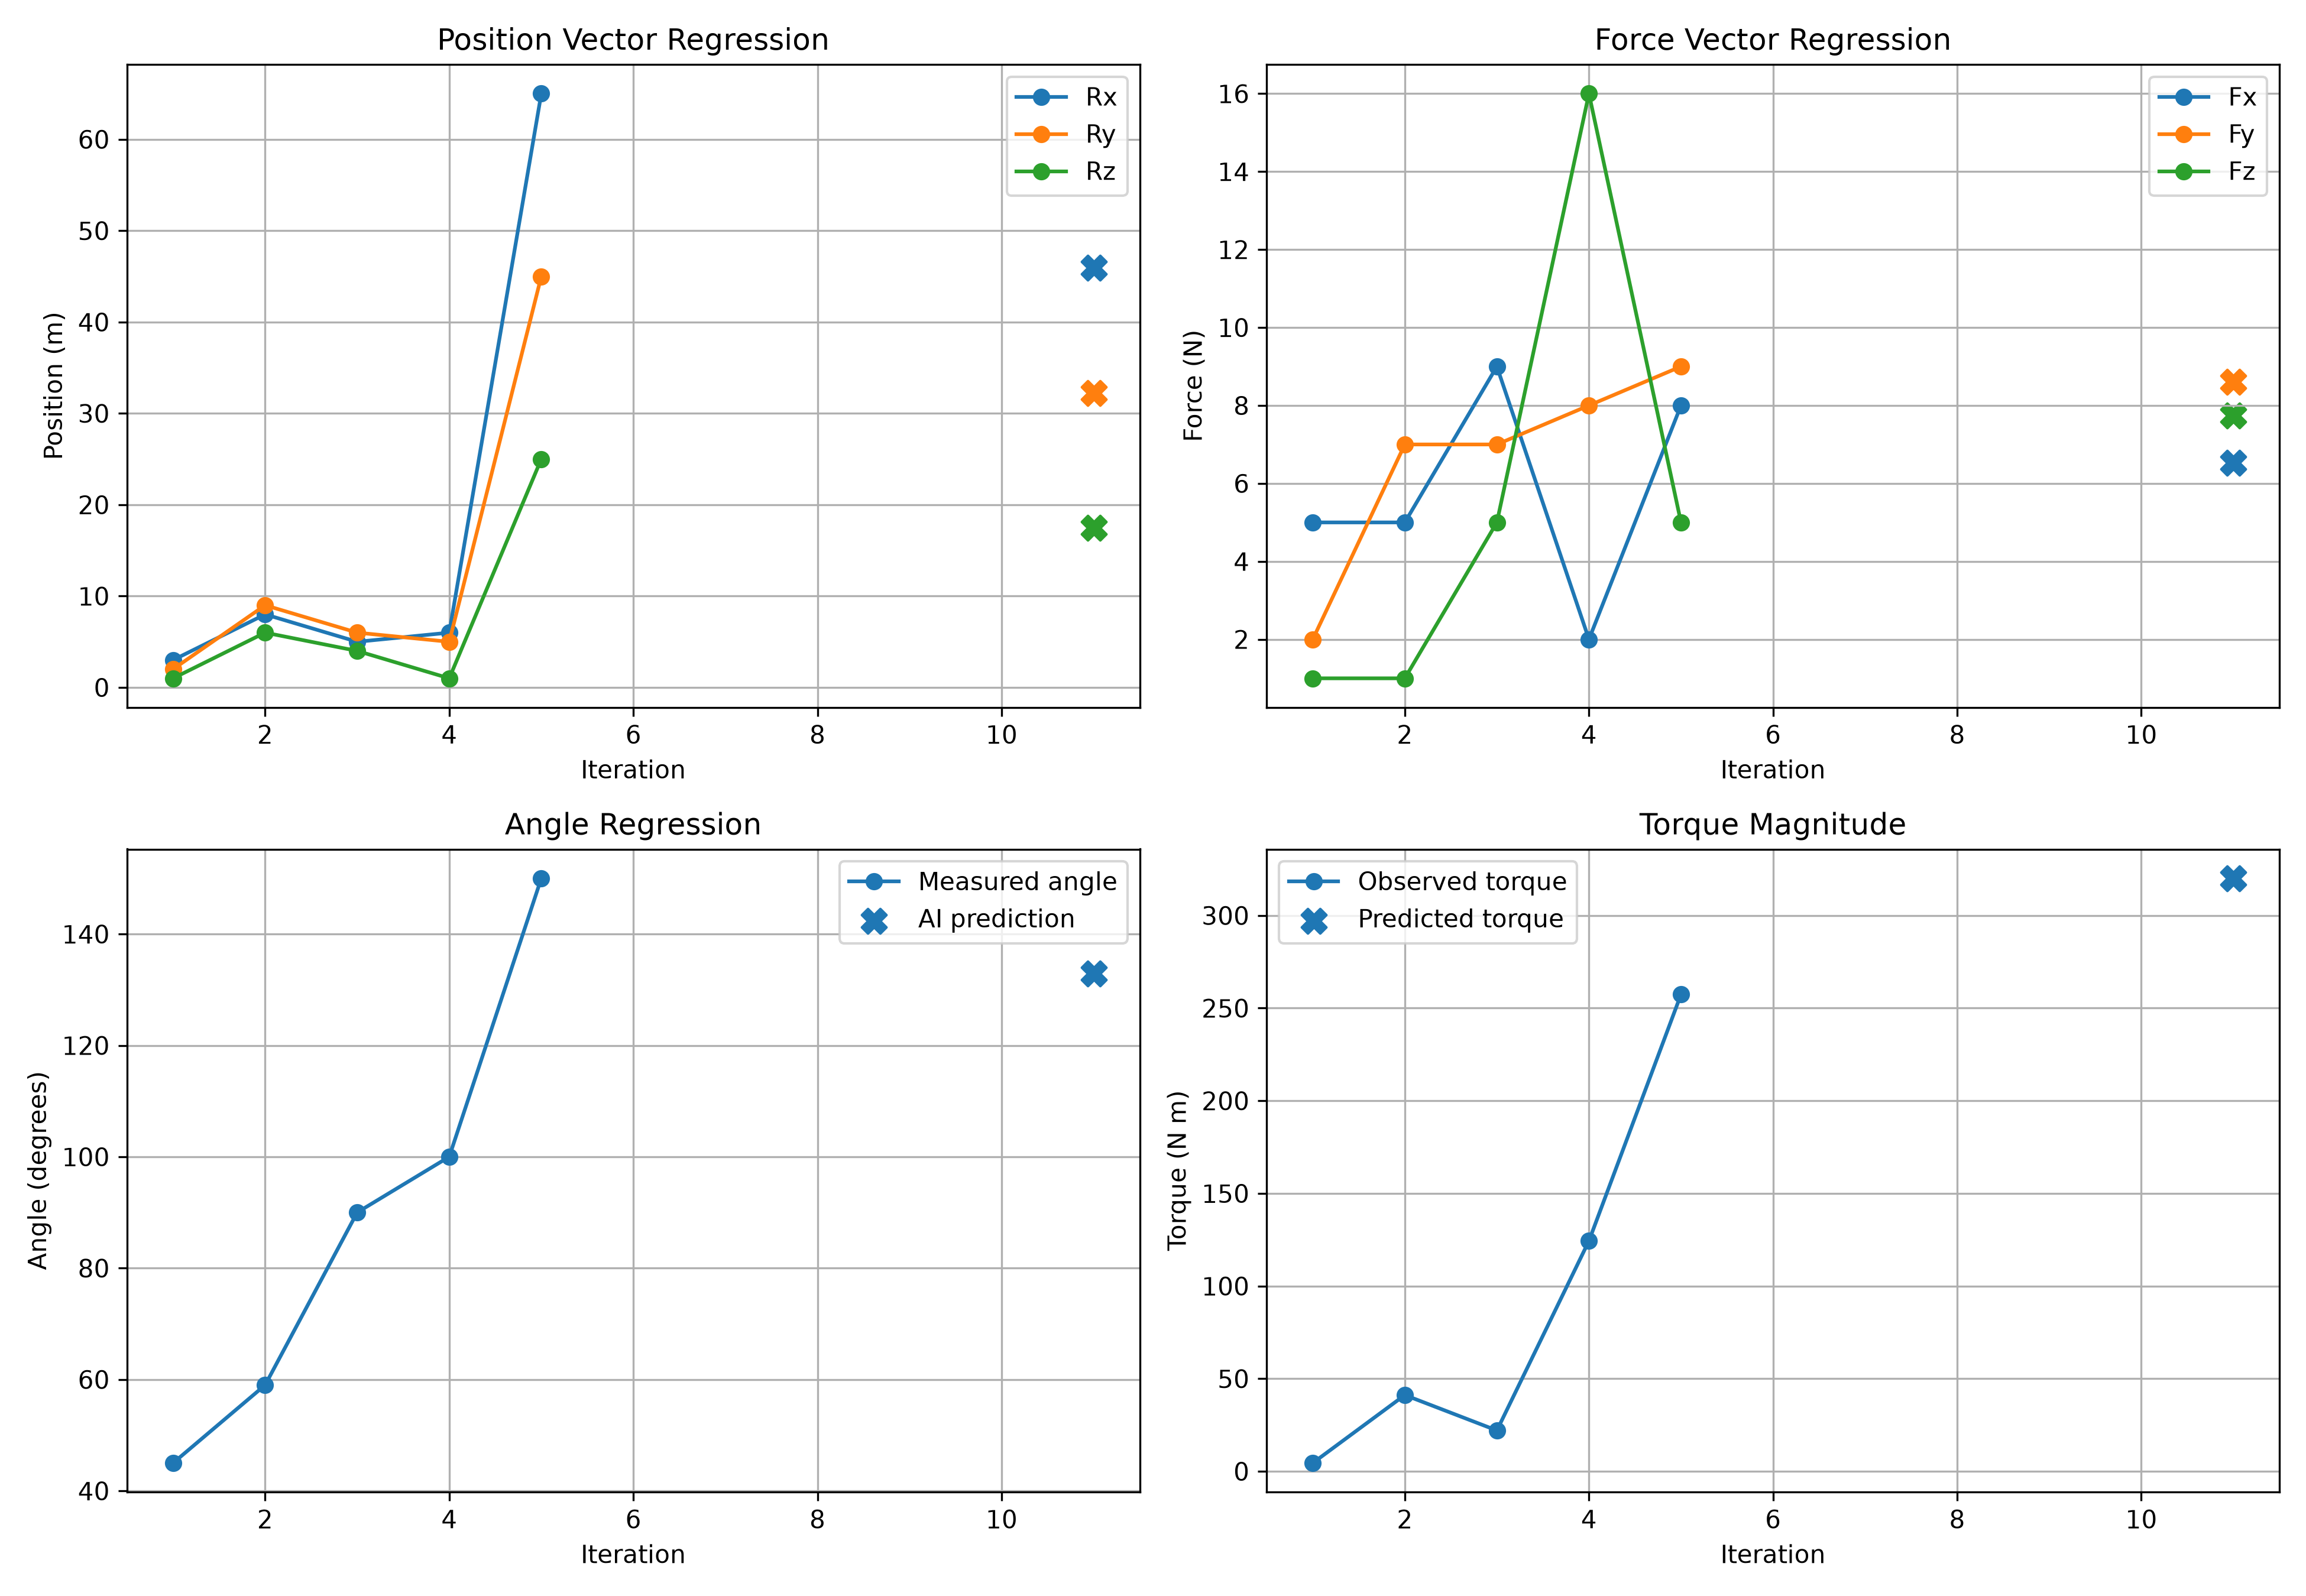 Position Vector Regression
Position (m)
60
50
40
30
20
10
0
2 4 6 8 10
Iteration
Rx
Ry
Rz
Force Vector Regression
Force (N)
16
14
12
10
8
6
4
2
2 4 6 8 10
Iteration
Fx
Fy
Fz
Angle Regression
Angle (degrees)
140
120
100
80
60
40
2 4 6 8 10
Iteration
Measured angle
AI prediction
Torque Magnitude
Torque (N m)
300
250
200
150
100
50
0
2 4 6 8 10
Iteration
Observed torque
Predicted torque